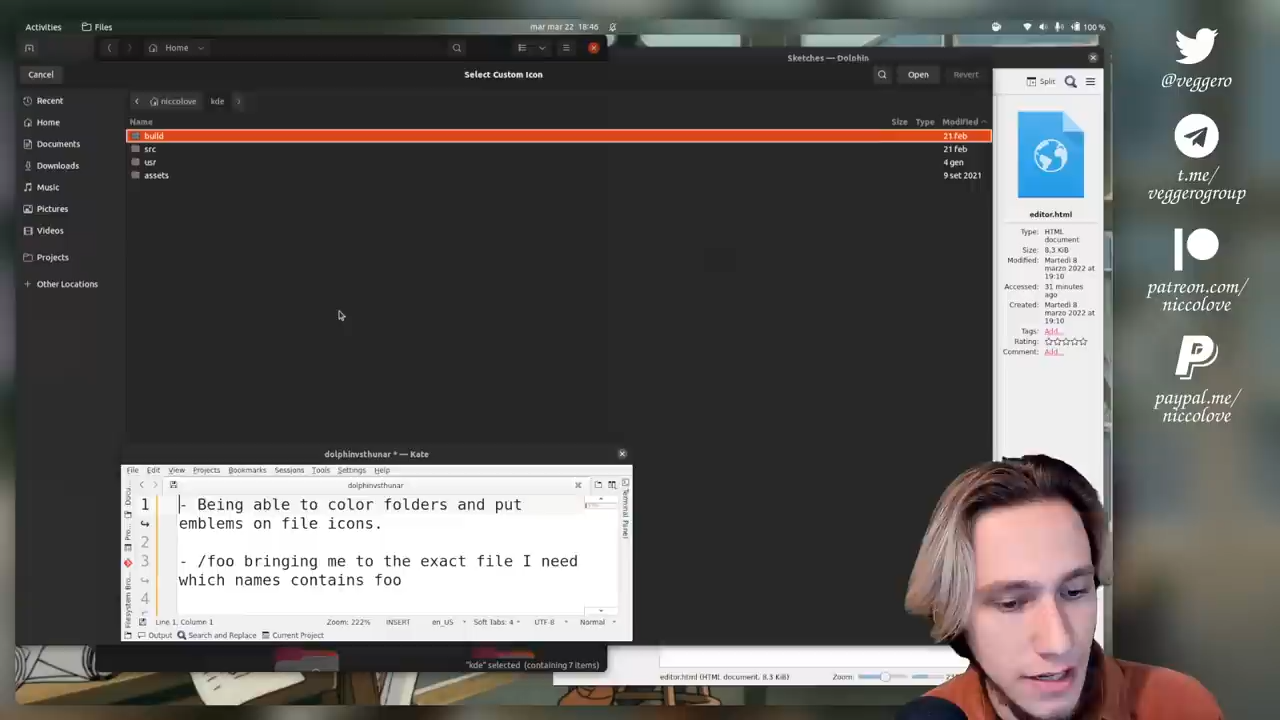 Activities
Files
mar mar 22 18:46
100 %
Home
Sketches — Dolphin
Cancel
Select Custom Icon
Open
Revert
Split
Recent
niccolove
kde
Home
Name
Size
Type
Modified
build
21 feb
src
21 feb
usr
4 gen
assets
9 set 2021
Documents
Downloads
Music
Pictures
Videos
Projects
Other Locations
editor.html
Type: HTML document
Size: 8,3 KiB
Modified: Martedì 8 marzo 2022 at 19:10
Accessed: 31 minutes ago
Created: Martedì 8 marzo 2022 at 19:10
Tags: Add...
Rating:
Comment: Add...
@veggero
t.me/
veggerogroup
patreon.com/
niccolove
paypal.me/
niccolove
dolphinvsthunar * — Kate
File Edit View Projects Bookmarks Sessions Tools Settings Help
dolphinvsthunar
Terminal Panel
1 - Being able to color folders and put
emblems on file icons.
2
3 - /foo bringing me to the exact file I need
which names contains foo
4
Line 1, Column 1
Zoom: 222%
INSERT
en_US
Soft Tabs: 4
UTF-8
Normal
Output
Search and Replace
Current Project
"kde" selected (containing 7 items)
editor.html (HTML document, 8,3 KiB)
Zoom: